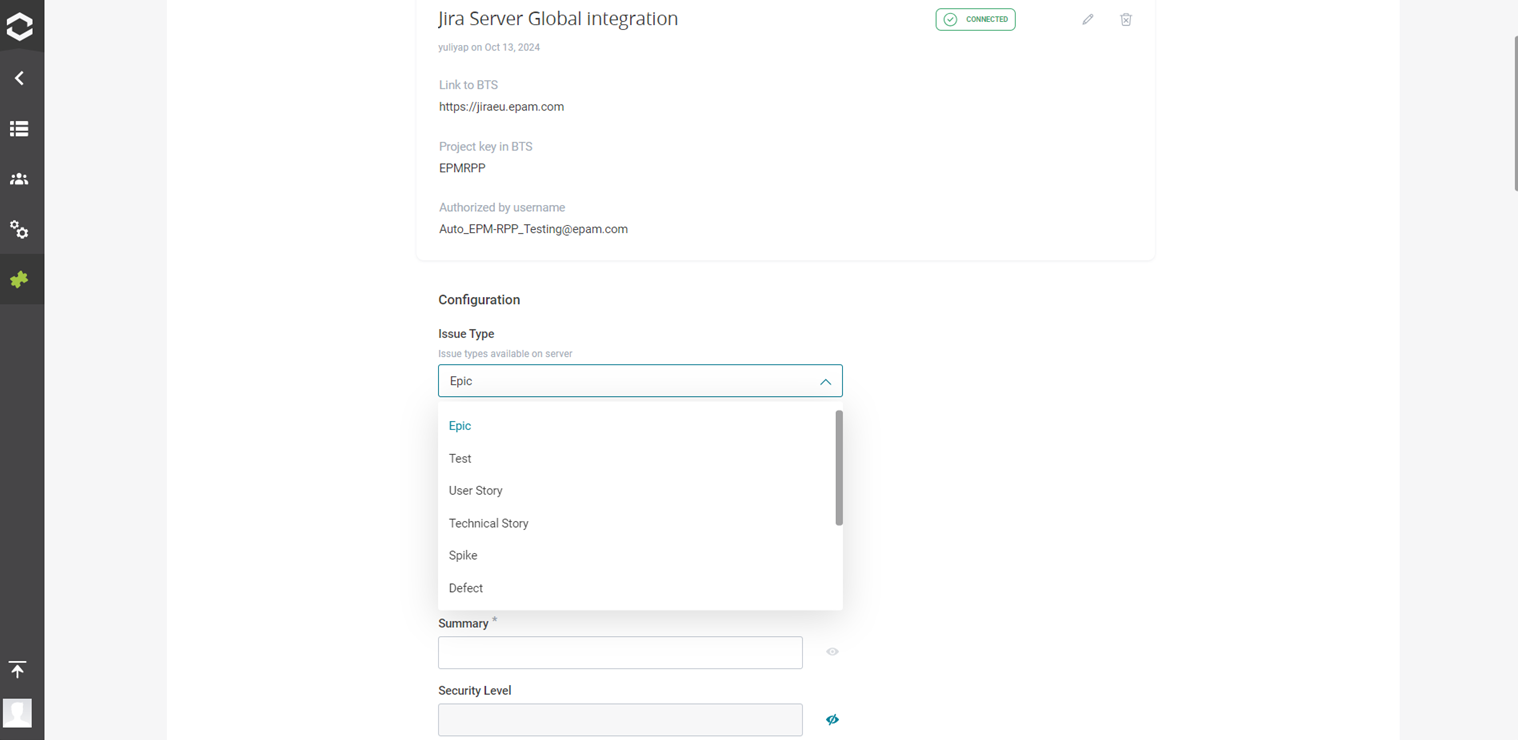 Jira Server Global integration
CONNECTED
yuliyap on Oct 13, 2024
Link to BTS
https://jiraeu.epam.com
Project key in BTS
EPMRPP
Authorized by username
Auto_EPM-RPP_Testing@epam.com
Configuration
Issue Type
Issue types available on server
Epic
Epic
Test
User Story
Technical Story
Spike
Defect
Summary *
Security Level